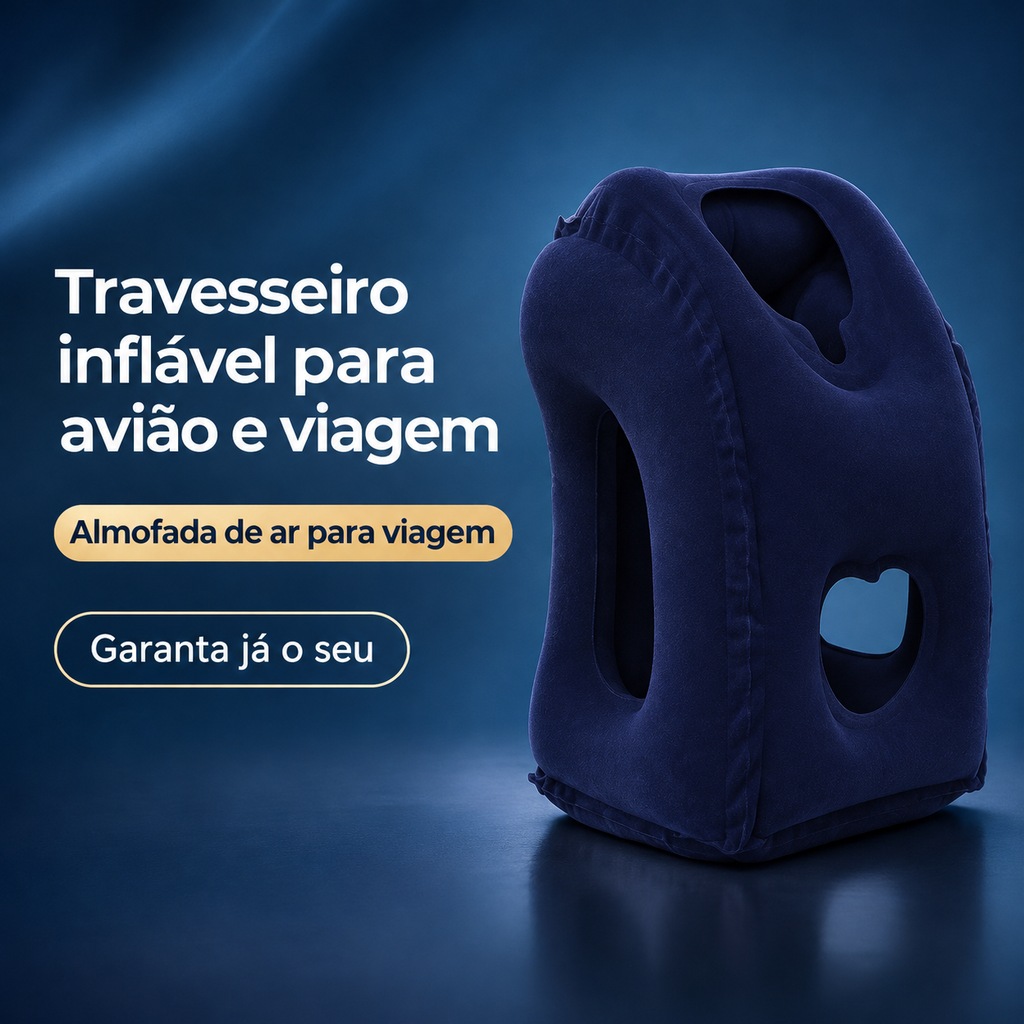 Travesseiro
inflável para
avião e viagem
Almofada de ar para viagem
Garanta já o seu